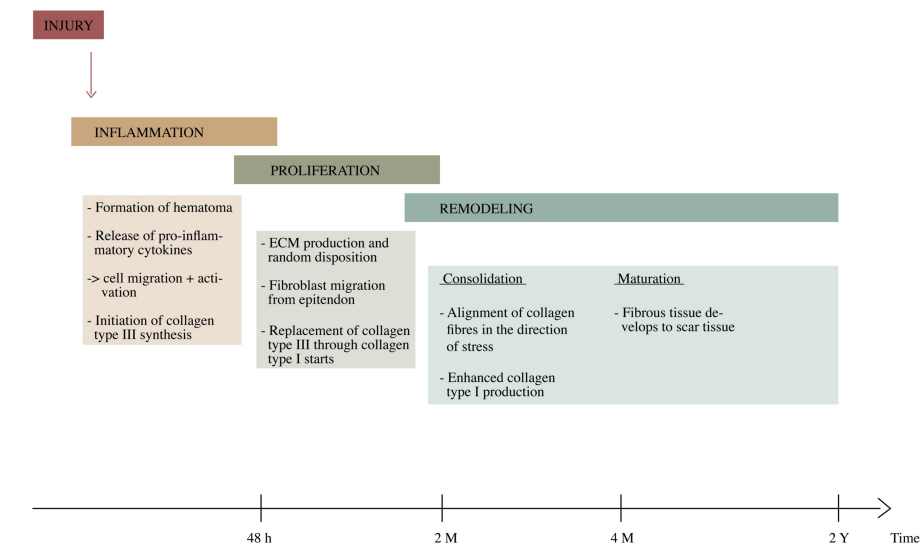 INJURY
INFLAMMATION
PROLIFERATION
REMODELING
- Formation of hematoma
- Release of pro-inflam-
matory cytokines
-> cell migration + acti-
vation
- Initiation of collagen
type III synthesis
- ECM production and
random disposition
- Fibroblast migration
from epitendon
- Replacement of collagen
type III through collagen
type I starts
Consolidation
- Alignment of collagen
fibres in the direction
of stress
- Enhanced collagen
type I production
Maturation
- Fibrous tissue de-
velops to scar tissue
48 h
2 M
4 M
2 Y
Time